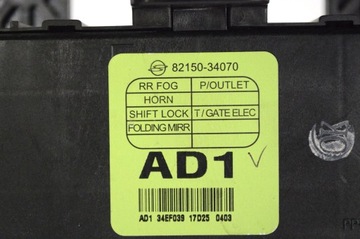 82150-34070
RR FOG P/OUTLET
HORN
SHIFT LOCK T/GATE ELEC
FOLDING MIRR
AD1 V
AD1 34EF039 17D25 0403